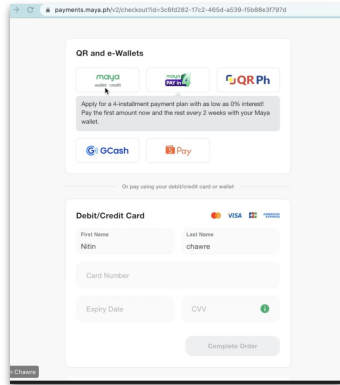 payments.maya.ph/v2/checkout?id=3c6fd282-17c2-465d-a539-f5b88e3f797d
QR and e-Wallets
maya
wallet credit
maya
PAY in 4
QR Ph
Apply for a 4-installment payment plan with as low as 0% interest!
Pay the first amount now and the rest every 2 weeks with your Maya
wallet.
GCash
Pay
Or pay using your debit/credit card or wallet
Debit/Credit Card
VISA
JCB
AMERICAN EXPRESS
First Name
Last Name
Nitin
chawre
Card Number
Expiry Date
CVV
Complete Order
Chawre